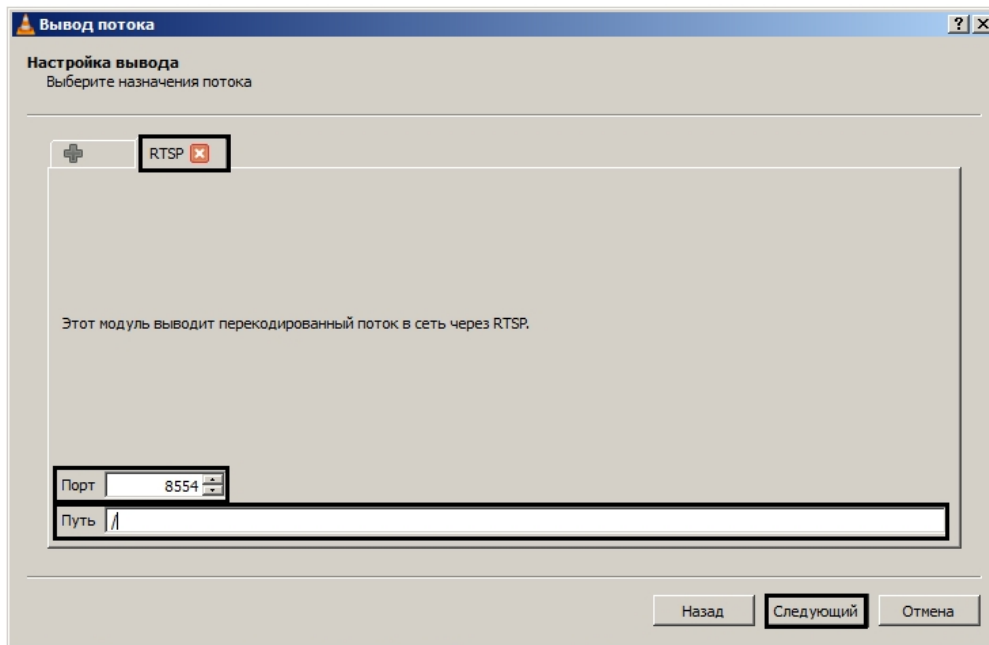 Вывод потока
Настройка вывода
Выберите назначения потока
RTSP
Этот модуль выводит перекодированный поток в сеть через RTSP.
Порт 8554
Путь /
Назад Следующий Отмена